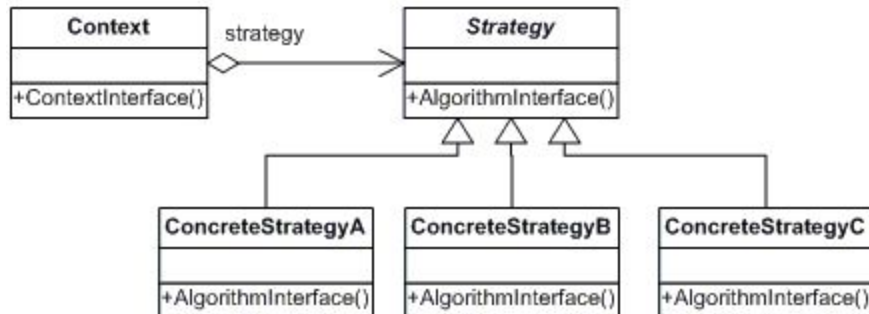 Context
strategy
Strategy
+ContextInterface()
+AlgorithmInterface()
ConcreteStrategyA
ConcreteStrategyB
ConcreteStrategyC
+AlgorithmInterface()
+AlgorithmInterface()
+AlgorithmInterface()